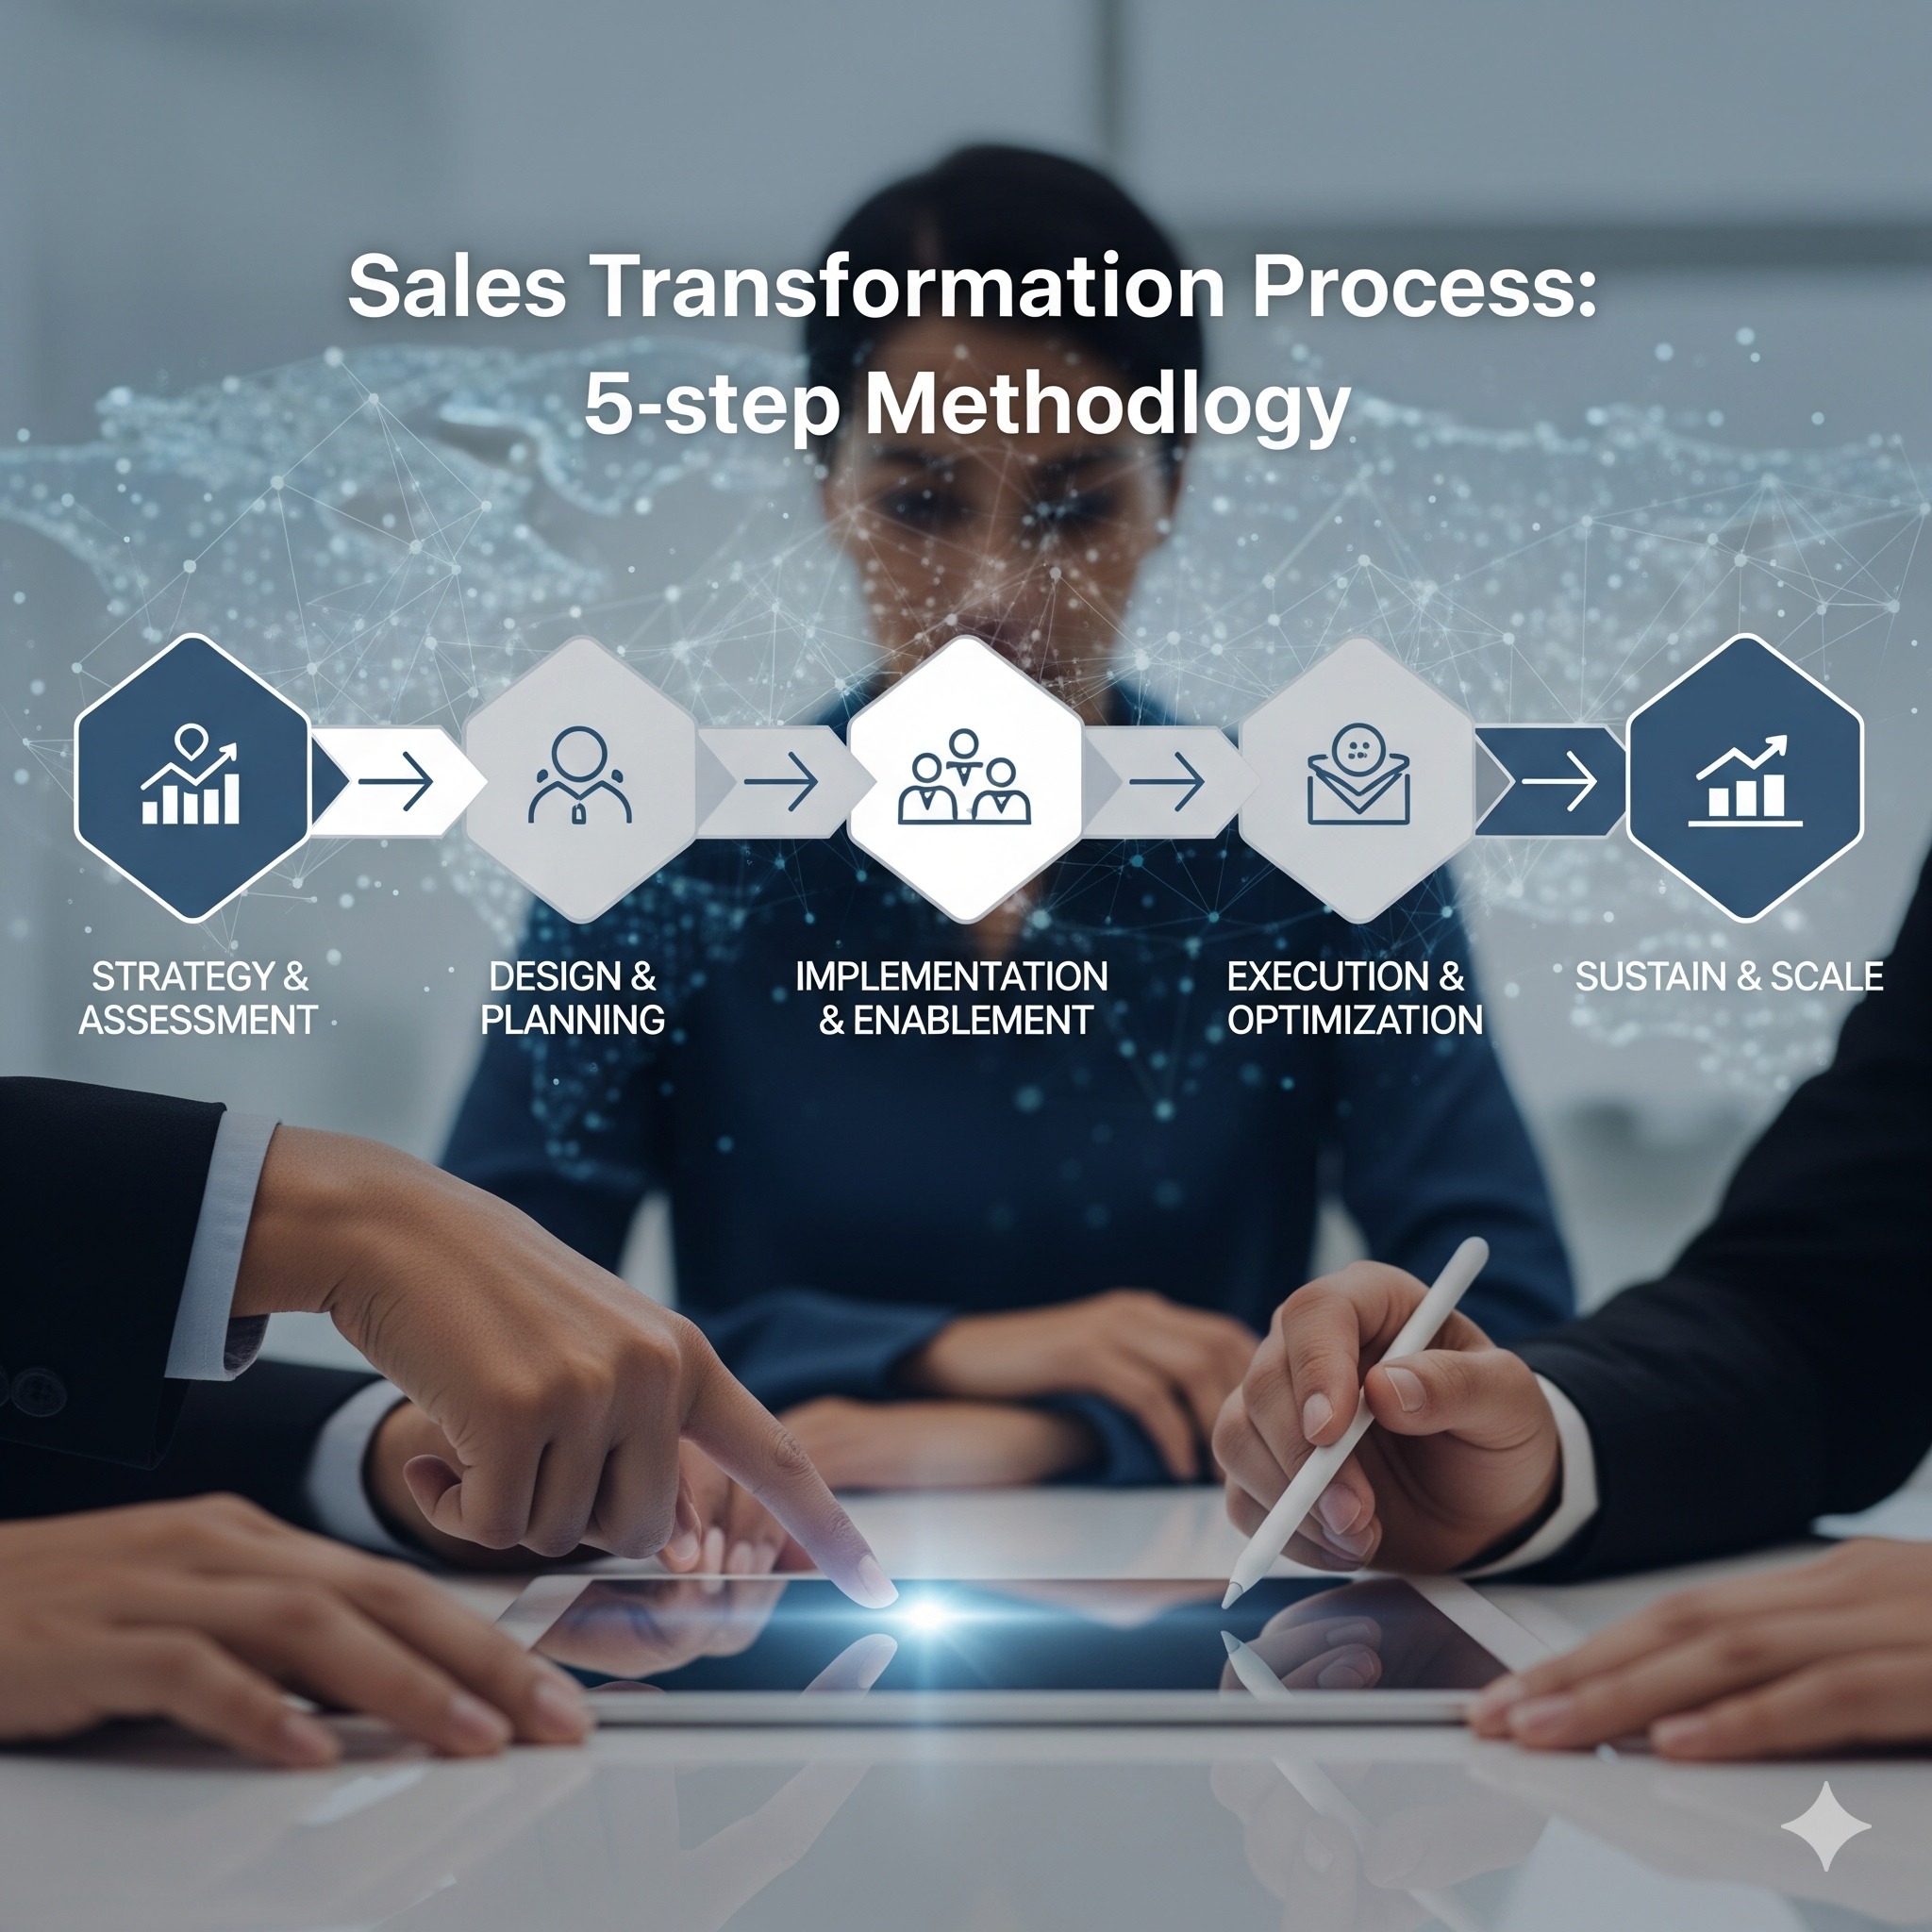 Sales Transformation Process:
5-step Methodlogy
STRATEGY &
ASSESSMENT
DESIGN &
PLANNING
IMPLEMENTATION
& ENABLEMENT
EXECUTION &
OPTIMIZATION
SUSTAIN & SCALE